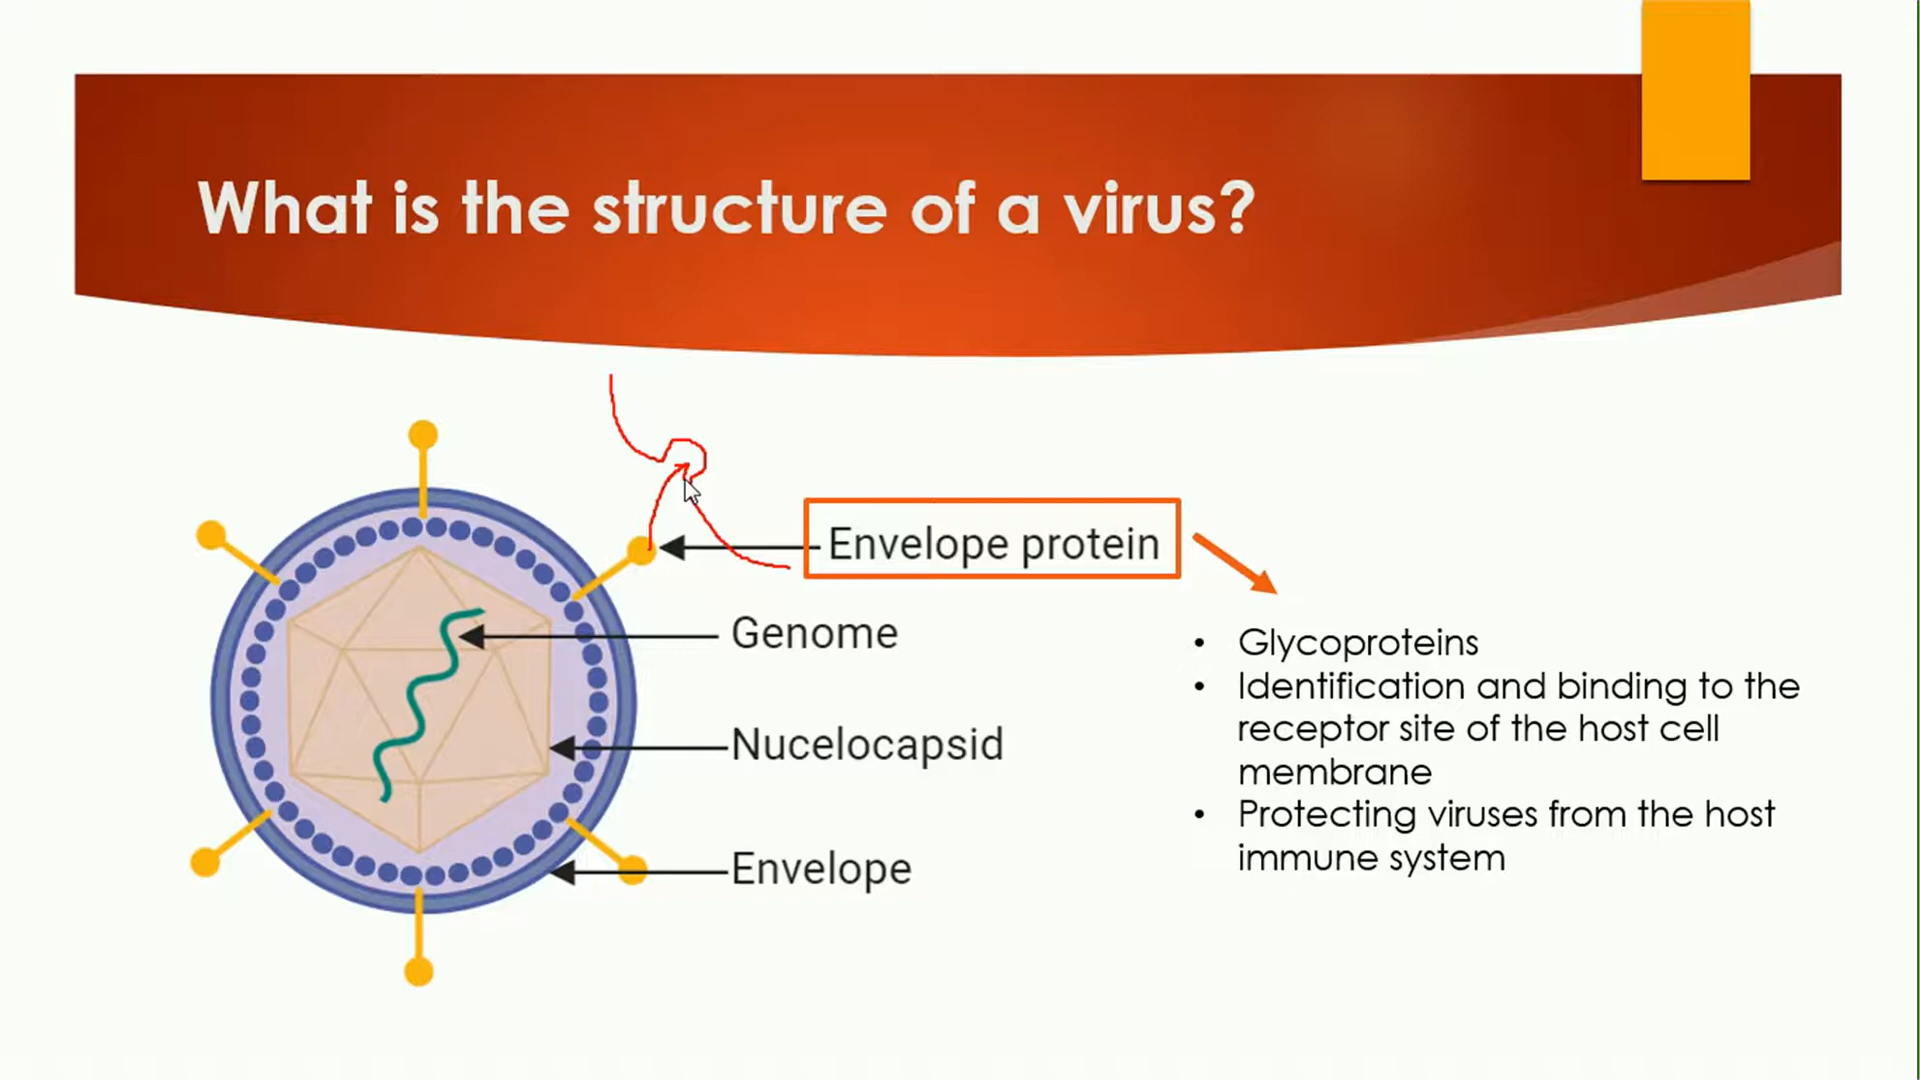 What is the structure of a virus?
Envelope protein
Genome
Nucelocapsid
Envelope
• Glycoproteins
• Identification and binding to the
receptor site of the host cell
membrane
• Protecting viruses from the host
immune system